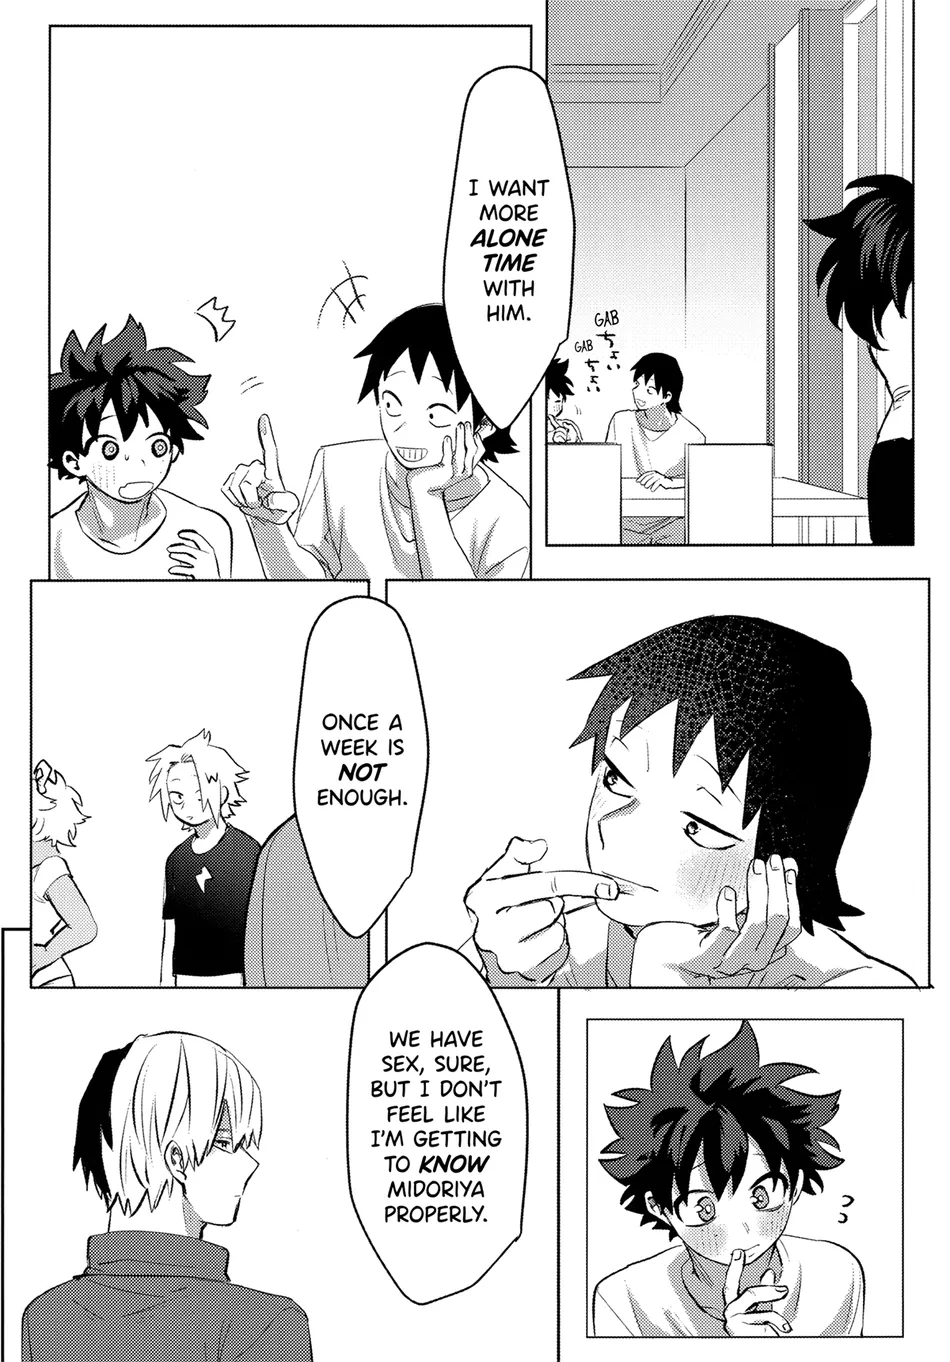 I WANT
MORE
ALONE
TIME
WITH
HIM.
GAB
GAB
ちょい
ちょい
ONCE A
WEEK IS
NOT
ENOUGH.
WE HAVE
SEX, SURE,
BUT I DON'T
FEEL LIKE
I'M GETTING
TO KNOW
MIDORIYA
PROPERLY.